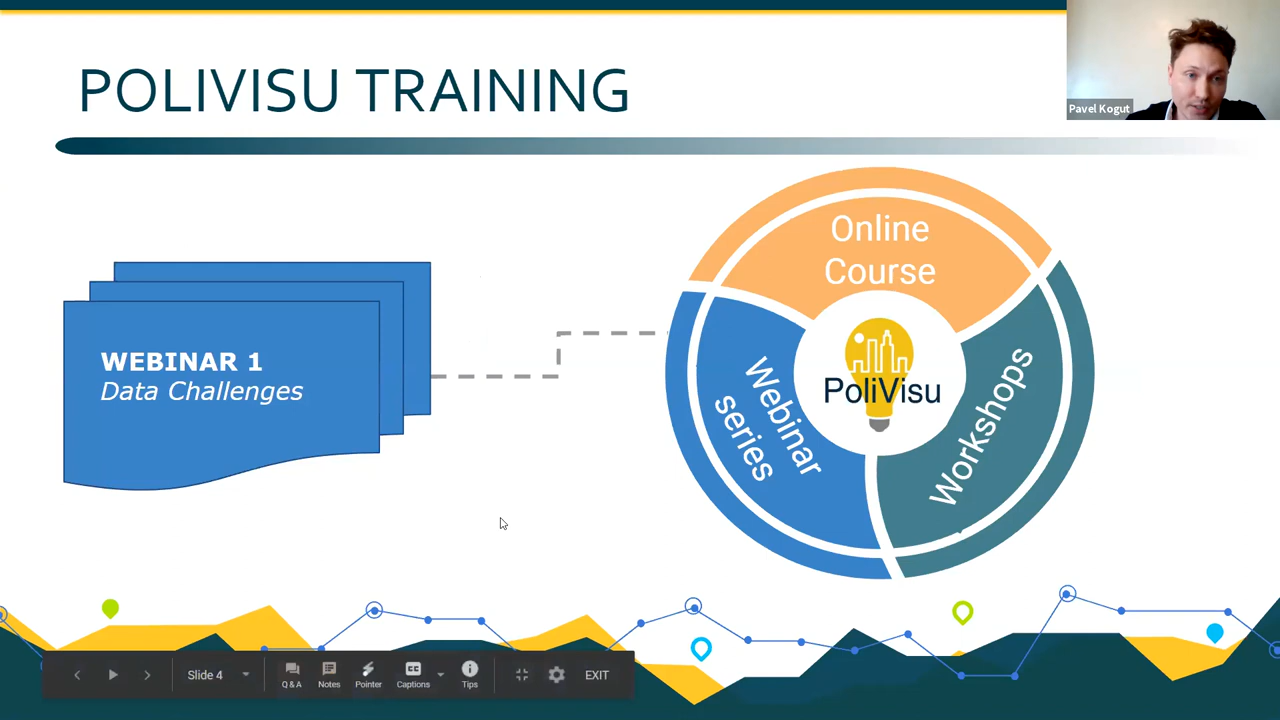 POLIVISU TRAINING
Pavel Kogut
Online
Course
WEBINAR 1
Data Challenges
PoliVisu
Webinar
series
Workshops
Slide 4
Q & A
Notes
Pointer
CC
Captions
Tips
EXIT